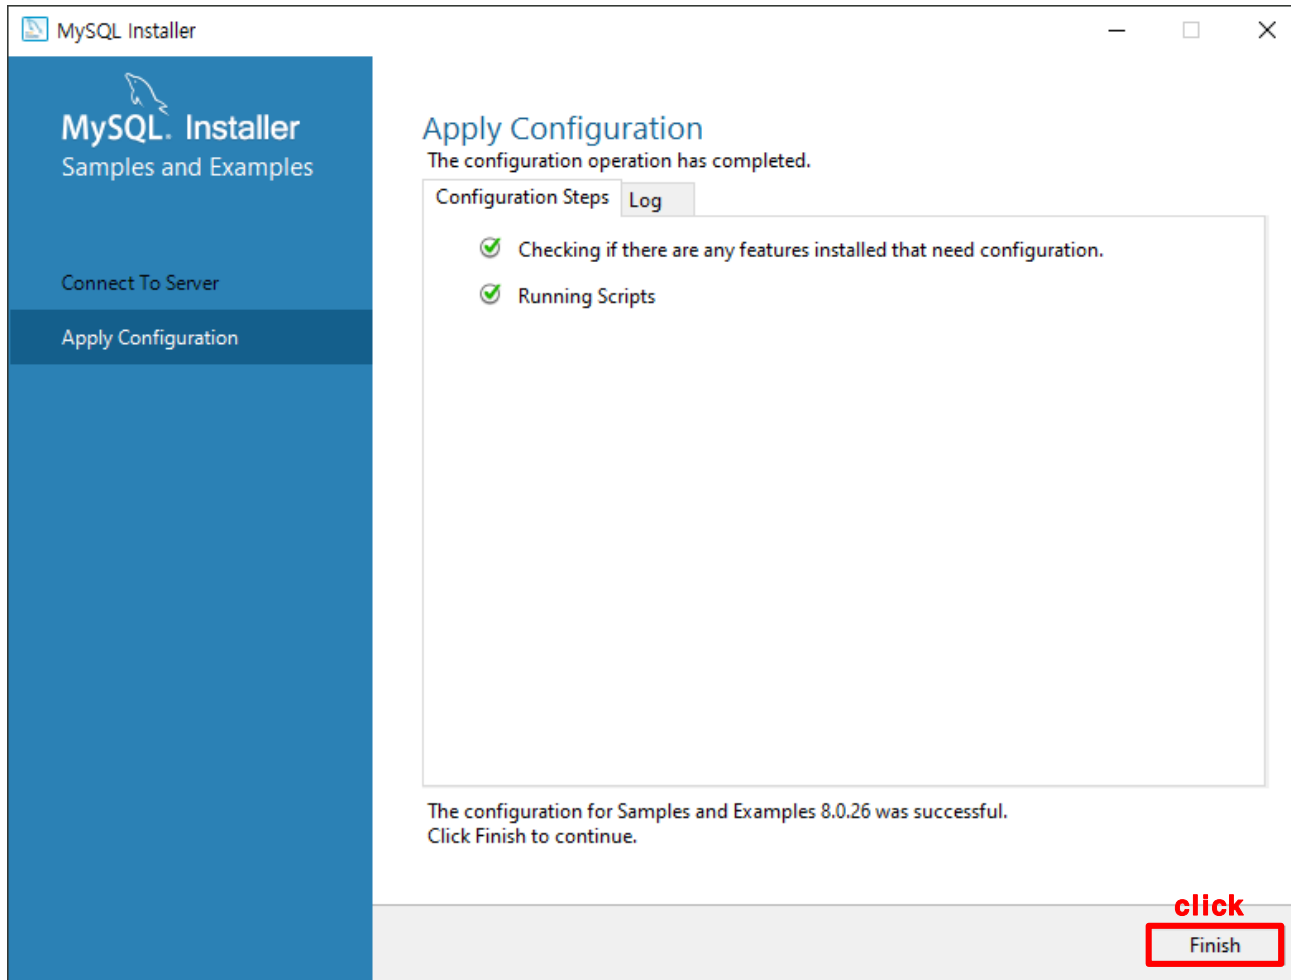 MySQL Installer
MySQL. Installer
Samples and Examples
Connect To Server
Apply Configuration
Apply Configuration
The configuration operation has completed.
Configuration Steps
Log
Checking if there are any features installed that need configuration.
Running Scripts
The configuration for Samples and Examples 8.0.26 was successful.
Click Finish to continue.
click
Finish